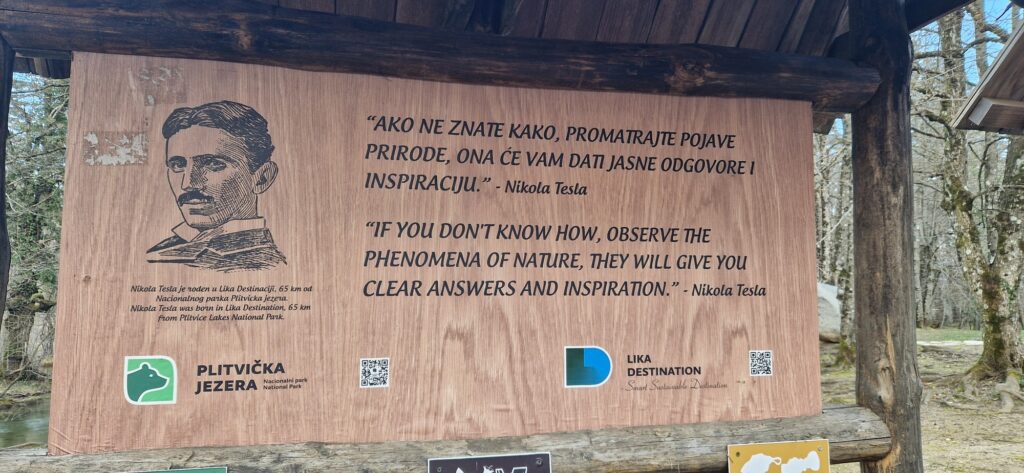 “AKO NE ZNATE KAKO, PROMATRAJTE POJAVE
PRIRODE, ONA ĆE VAM DATI JASNE ODGOVORE I
INSPIRACIJU.” - Nikola Tesla
“IF YOU DON'T KNOW HOW, OBSERVE THE
PHENOMENA OF NATURE, THEY WILL GIVE YOU
CLEAR ANSWERS AND INSPIRATION.” - Nikola Tesla
Nikola Tesla je rođen u Lika Destinaciji, 65 km od
Nacionalnog parka Plitvička jezera.
Nikola Tesla was born in Lika Destination, 65 km
from Plitvice Lakes National Park.
PLITVIČKA
JEZERA Nacionalni park
National Park
LIKA
DESTINATION
Smart Sustainable Destination